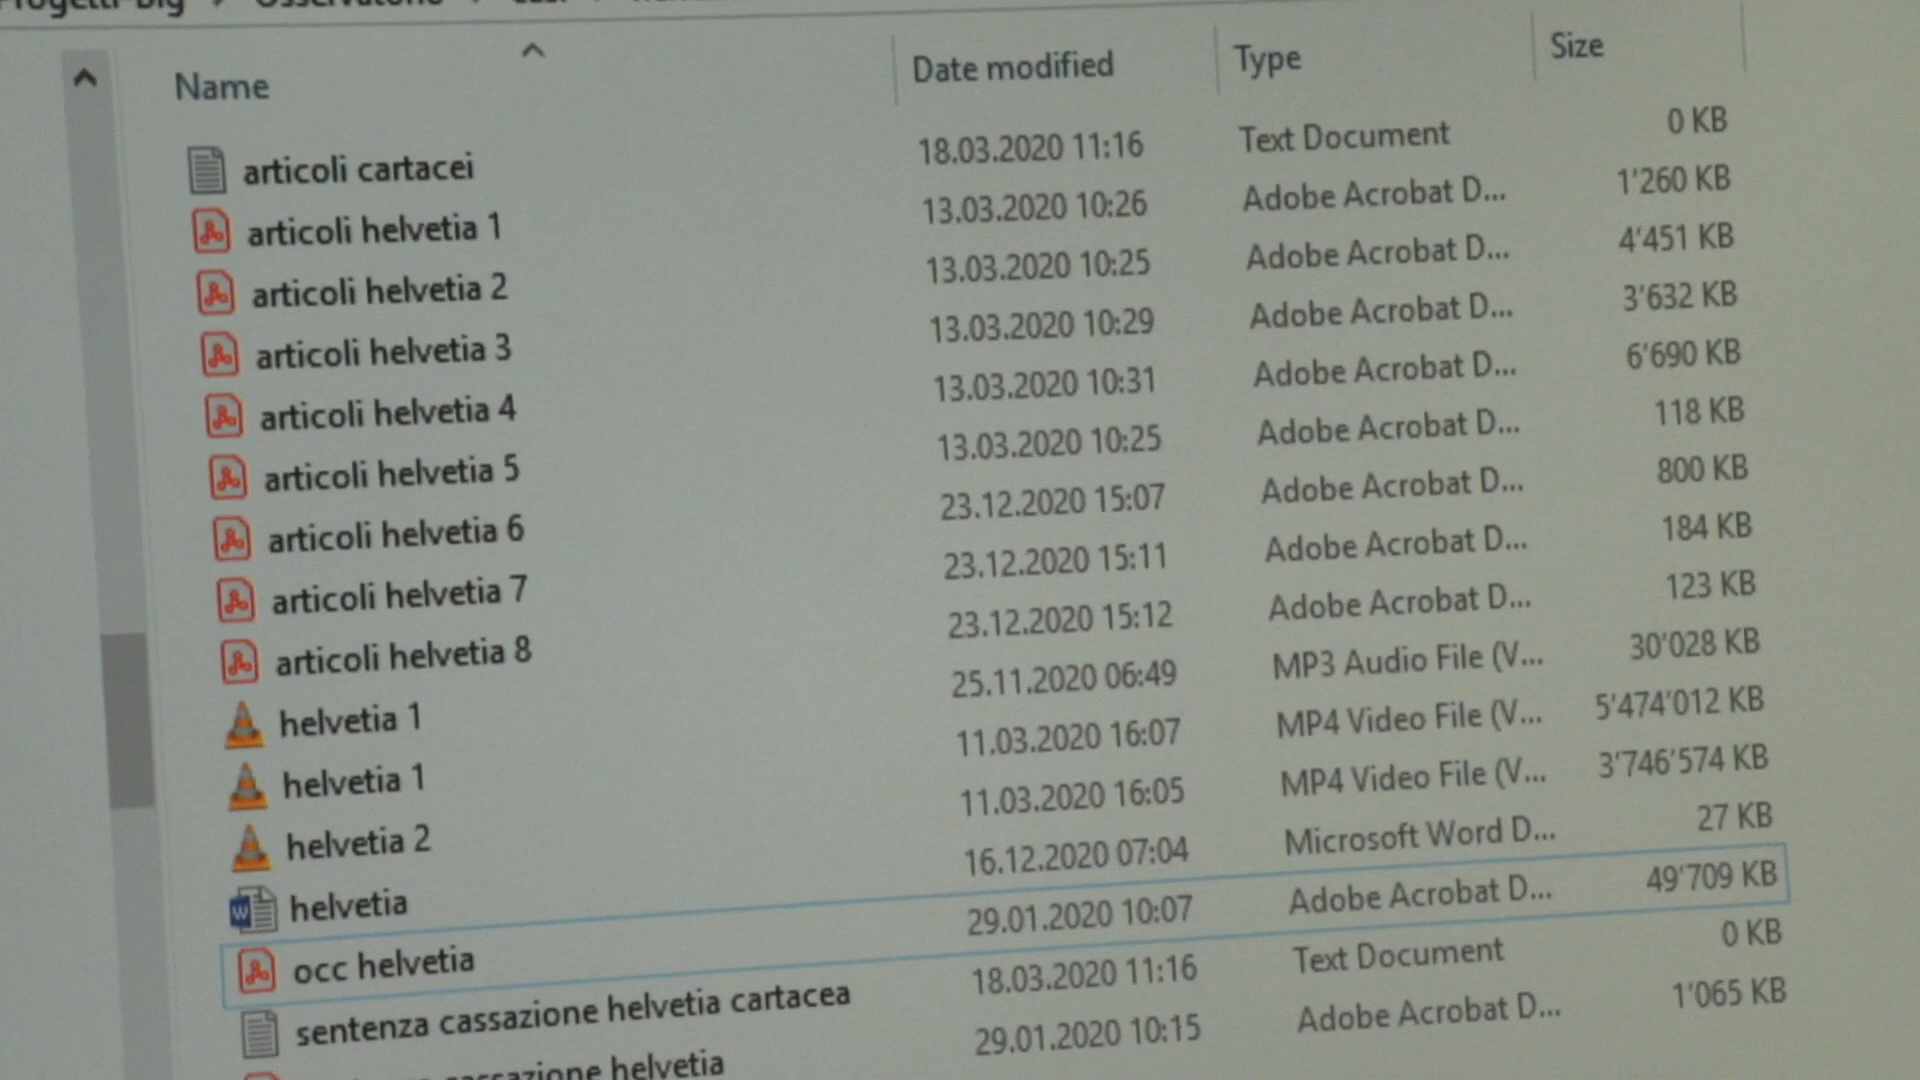 Osservatorio
Name Date modified Type Size
articoli cartacei 18.03.2020 11:16 Text Document 0 KB
articoli helvetia 1 13.03.2020 10:26 Adobe Acrobat D... 1'260 KB
articoli helvetia 2 13.03.2020 10:25 Adobe Acrobat D... 4'451 KB
articoli helvetia 3 13.03.2020 10:29 Adobe Acrobat D... 3'632 KB
articoli helvetia 4 13.03.2020 10:31 Adobe Acrobat D... 6'690 KB
articoli helvetia 5 13.03.2020 10:25 Adobe Acrobat D... 118 KB
articoli helvetia 6 23.12.2020 15:07 Adobe Acrobat D... 800 KB
articoli helvetia 7 23.12.2020 15:11 Adobe Acrobat D... 184 KB
articoli helvetia 8 23.12.2020 15:12 Adobe Acrobat D... 123 KB
helvetia 1 25.11.2020 06:49 MP3 Audio File (V... 30'028 KB
helvetia 1 11.03.2020 16:07 MP4 Video File (V... 5'474'012 KB
helvetia 2 11.03.2020 16:05 MP4 Video File (V... 3'746'574 KB
helvetia 16.12.2020 07:04 Microsoft Word D... 27 KB
occ helvetia 29.01.2020 10:07 Adobe Acrobat D... 49'709 KB
sentenza cassazione helvetia cartacea 18.03.2020 11:16 Text Document 0 KB
cassazione helvetia 29.01.2020 10:15 Adobe Acrobat D... 1'065 KB